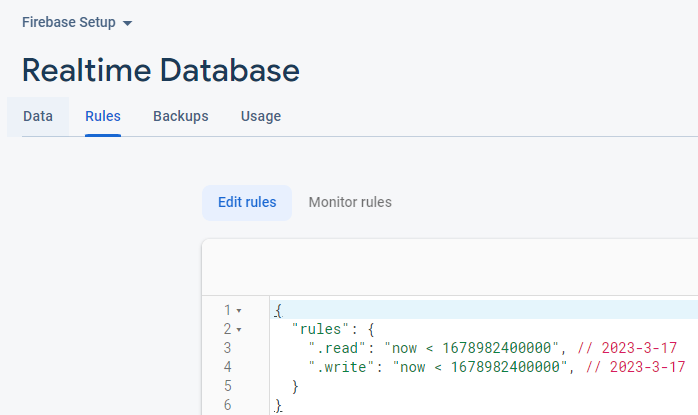 Firebase Setup
Realtime Database
Data Rules Backups Usage
Edit rules Monitor rules
1 {
2 "rules": {
3 ".read": "now < 1678982400000", // 2023-3-17
4 ".write": "now < 1678982400000", // 2023-3-17
5 }
6 }